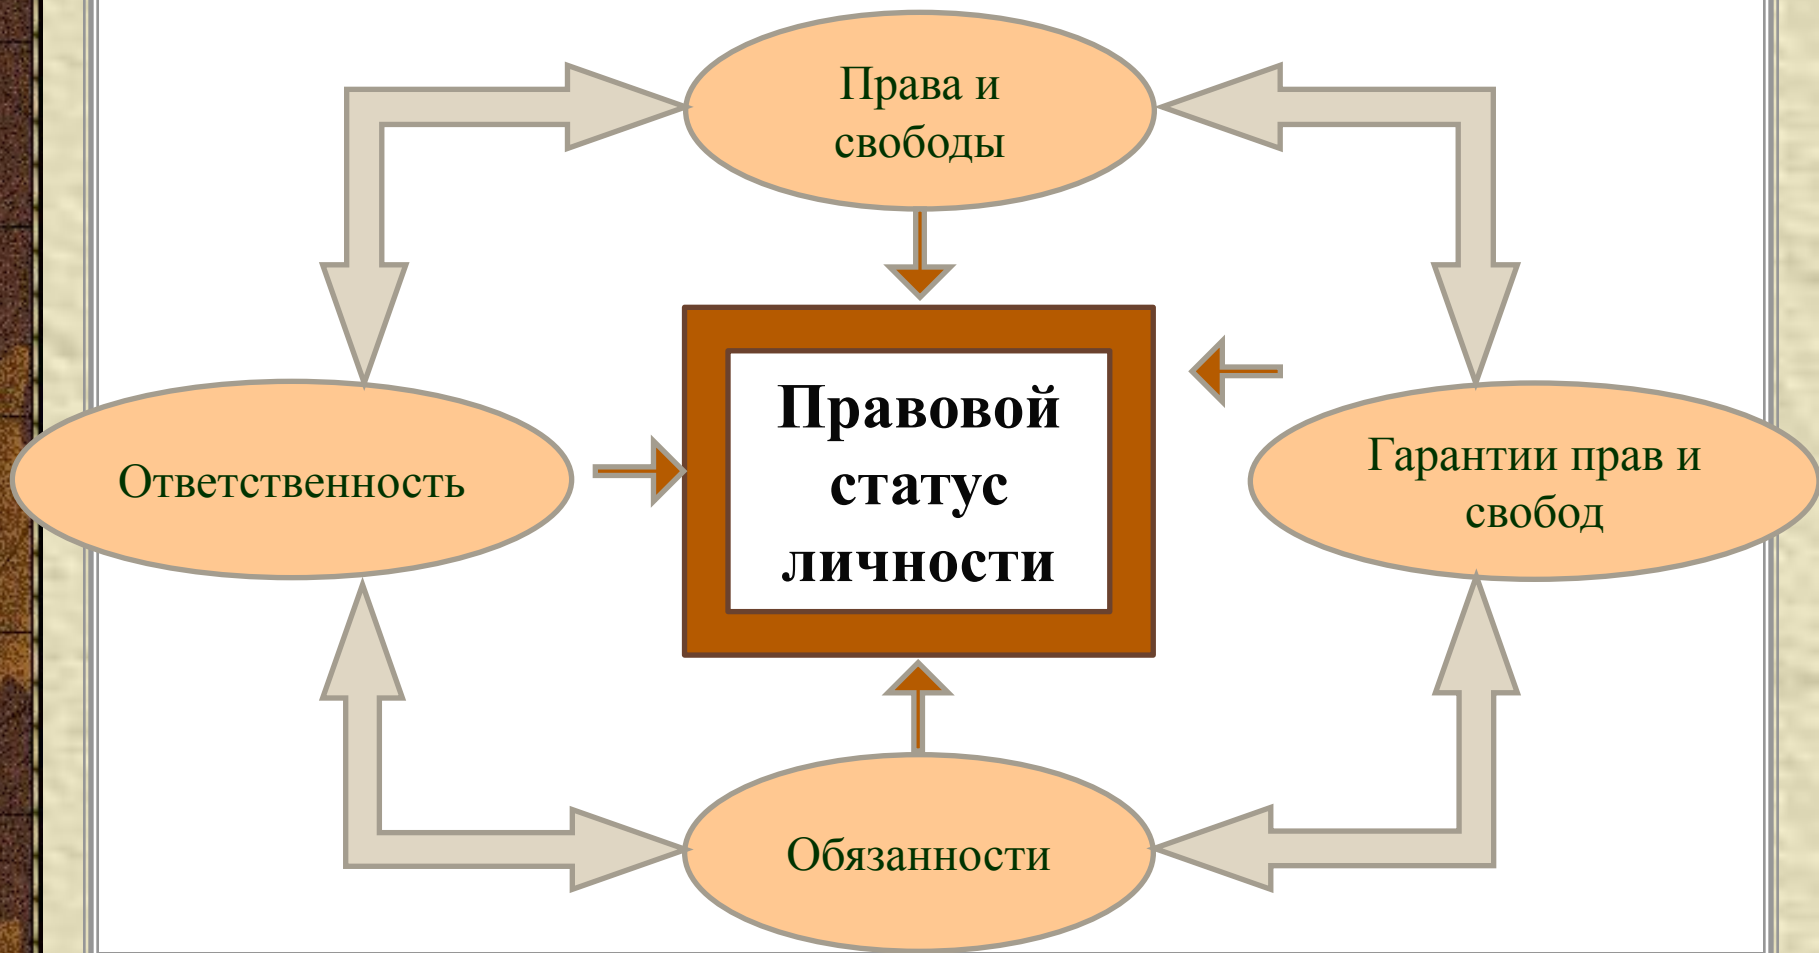 Права и
свободы
Ответственность
Правовой
статус
личности
Гарантии прав и
свобод
Обязанности